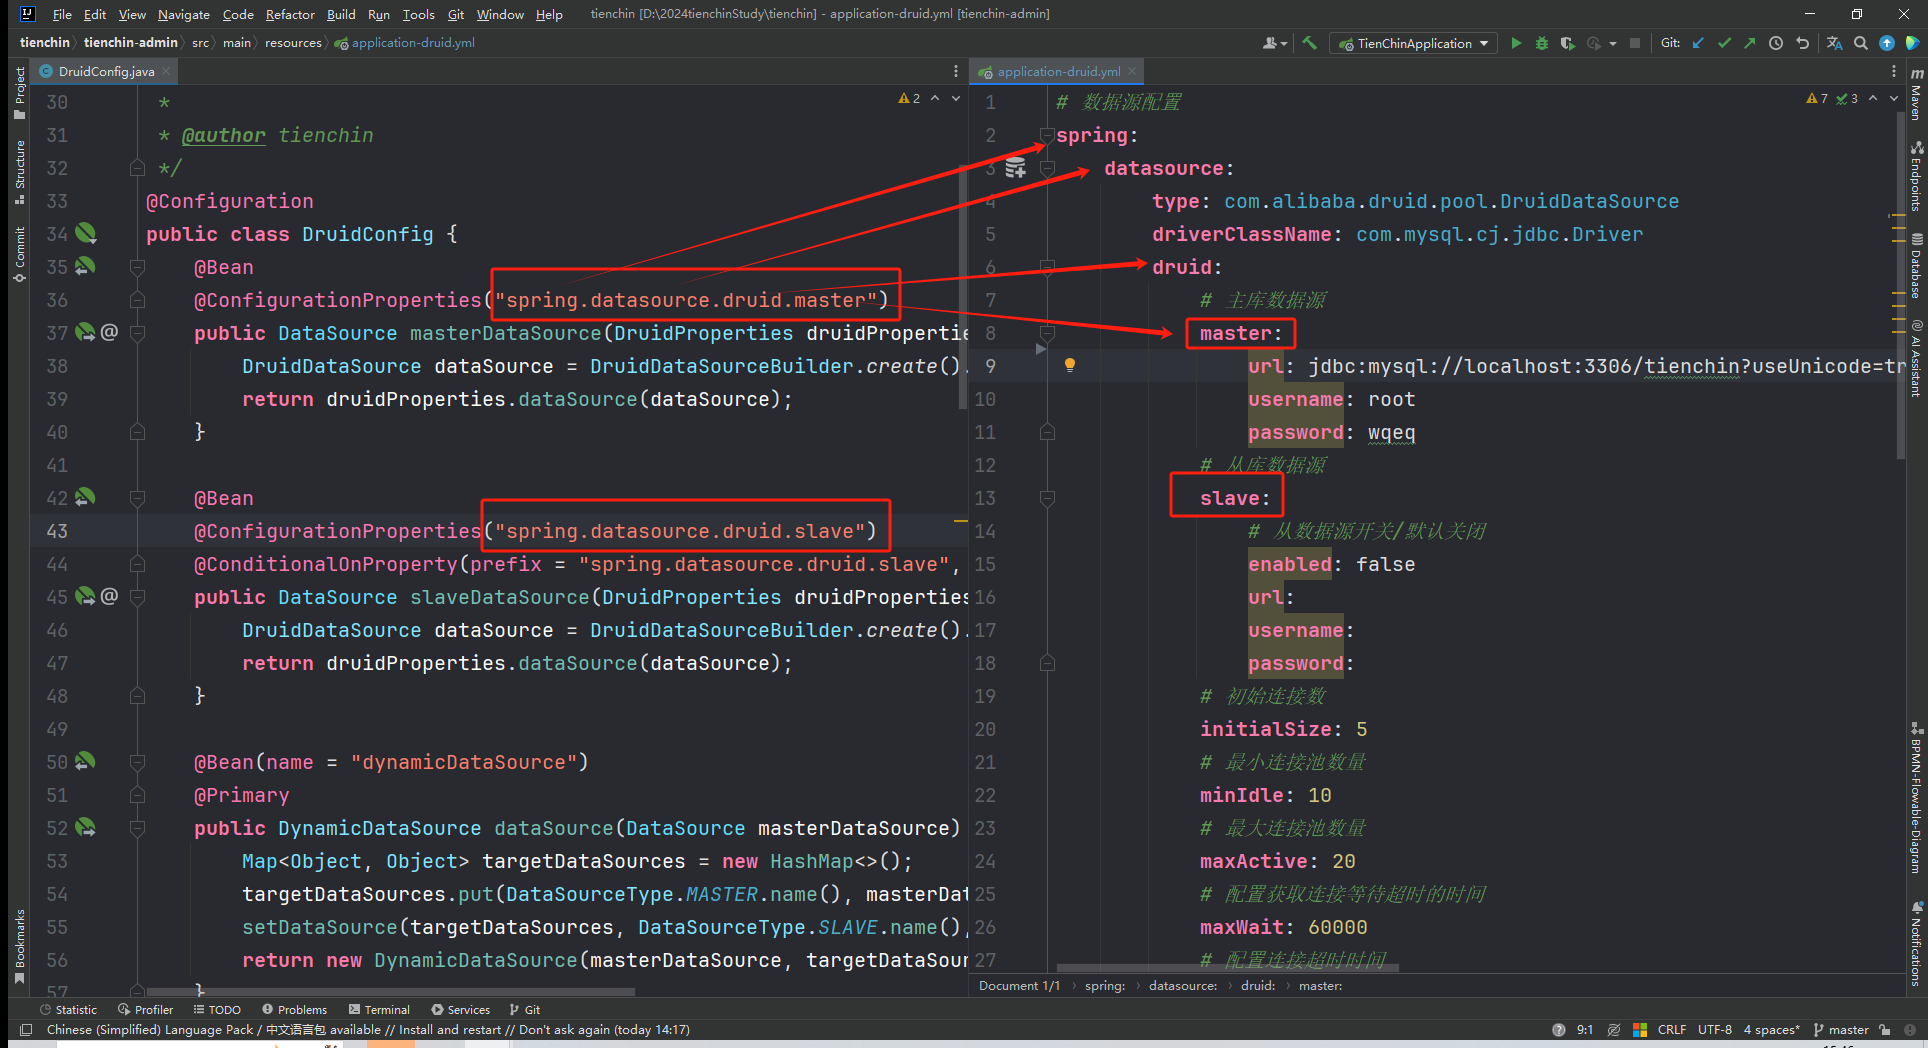 File Edit View Navigate Code Refactor Build Run Tools Git Window Help tienchin [D:\2024tienchinStudy\tienchin] - application-druid.yml [tienchin-admin]
tienchin tienchin-admin src main resources application-druid.yml TienChinApplication Git:
Project
Structure
Commit
Bookmarks
DruidConfig.java
2
30 *
31 * @author tienchin
32 */
33 @Configuration
34 public class DruidConfig {
35 @Bean
36 @ConfigurationProperties("spring.datasource.druid.master")
37 @ public DataSource masterDataSource(DruidProperties druidPropertie
38 DruidDataSource dataSource = DruidDataSourceBuilder.create().
39 return druidProperties.dataSource(dataSource);
40 }
41
42 @Bean
43 @ConfigurationProperties("spring.datasource.druid.slave")
44 @ConditionalOnProperty(prefix = "spring.datasource.druid.slave",
45 @ public DataSource slaveDataSource(DruidProperties druidProperties
46 DruidDataSource dataSource = DruidDataSourceBuilder.create().
47 return druidProperties.dataSource(dataSource);
48 }
49
50 @Bean(name = "dynamicDataSource")
51 @Primary
52 public DynamicDataSource dataSource(DataSource masterDataSource)
53 Map<Object, Object> targetDataSources = new HashMap<>();
54 targetDataSources.put(DataSourceType.MASTER.name(), masterDat
55 setDataSource(targetDataSources, DataSourceType.SLAVE.name(),
56 return new DynamicDataSource(masterDataSource, targetDataSour
57 }
application-druid.yml
7 3
1 # 数据源配置
2 spring:
3 datasource:
4 type: com.alibaba.druid.pool.DruidDataSource
5 driverClassName: com.mysql.cj.jdbc.Driver
6 druid:
7 # 主库数据源
8 master:
9 url: jdbc:mysql://localhost:3306/tienchin?useUnicode=tr
10 username: root
11 password: wqeq
12 # 从库数据源
13 slave:
14 # 从数据源开关/默认关闭
15 enabled: false
16 url:
17 username:
18 password:
19 # 初始连接数
20 initialSize: 5
21 # 最小连接池数量
22 minIdle: 10
23 # 最大连接池数量
24 maxActive: 20
25 # 配置获取连接等待超时的时间
26 maxWait: 60000
27 # 配置连接超时时间
Document 1/1 spring: datasource: druid: master:
Maven
Endpoints
Database
AI Assistant
BPMN-Flowable-Diagram
Notifications
Statistic Profiler TODO Problems Terminal Services Git
Chinese (Simplified) Language Pack / 中文语言包 available // Install and restart // Don't ask again (today 14:17) 9:1 CRLF UTF-8 4 spaces* master